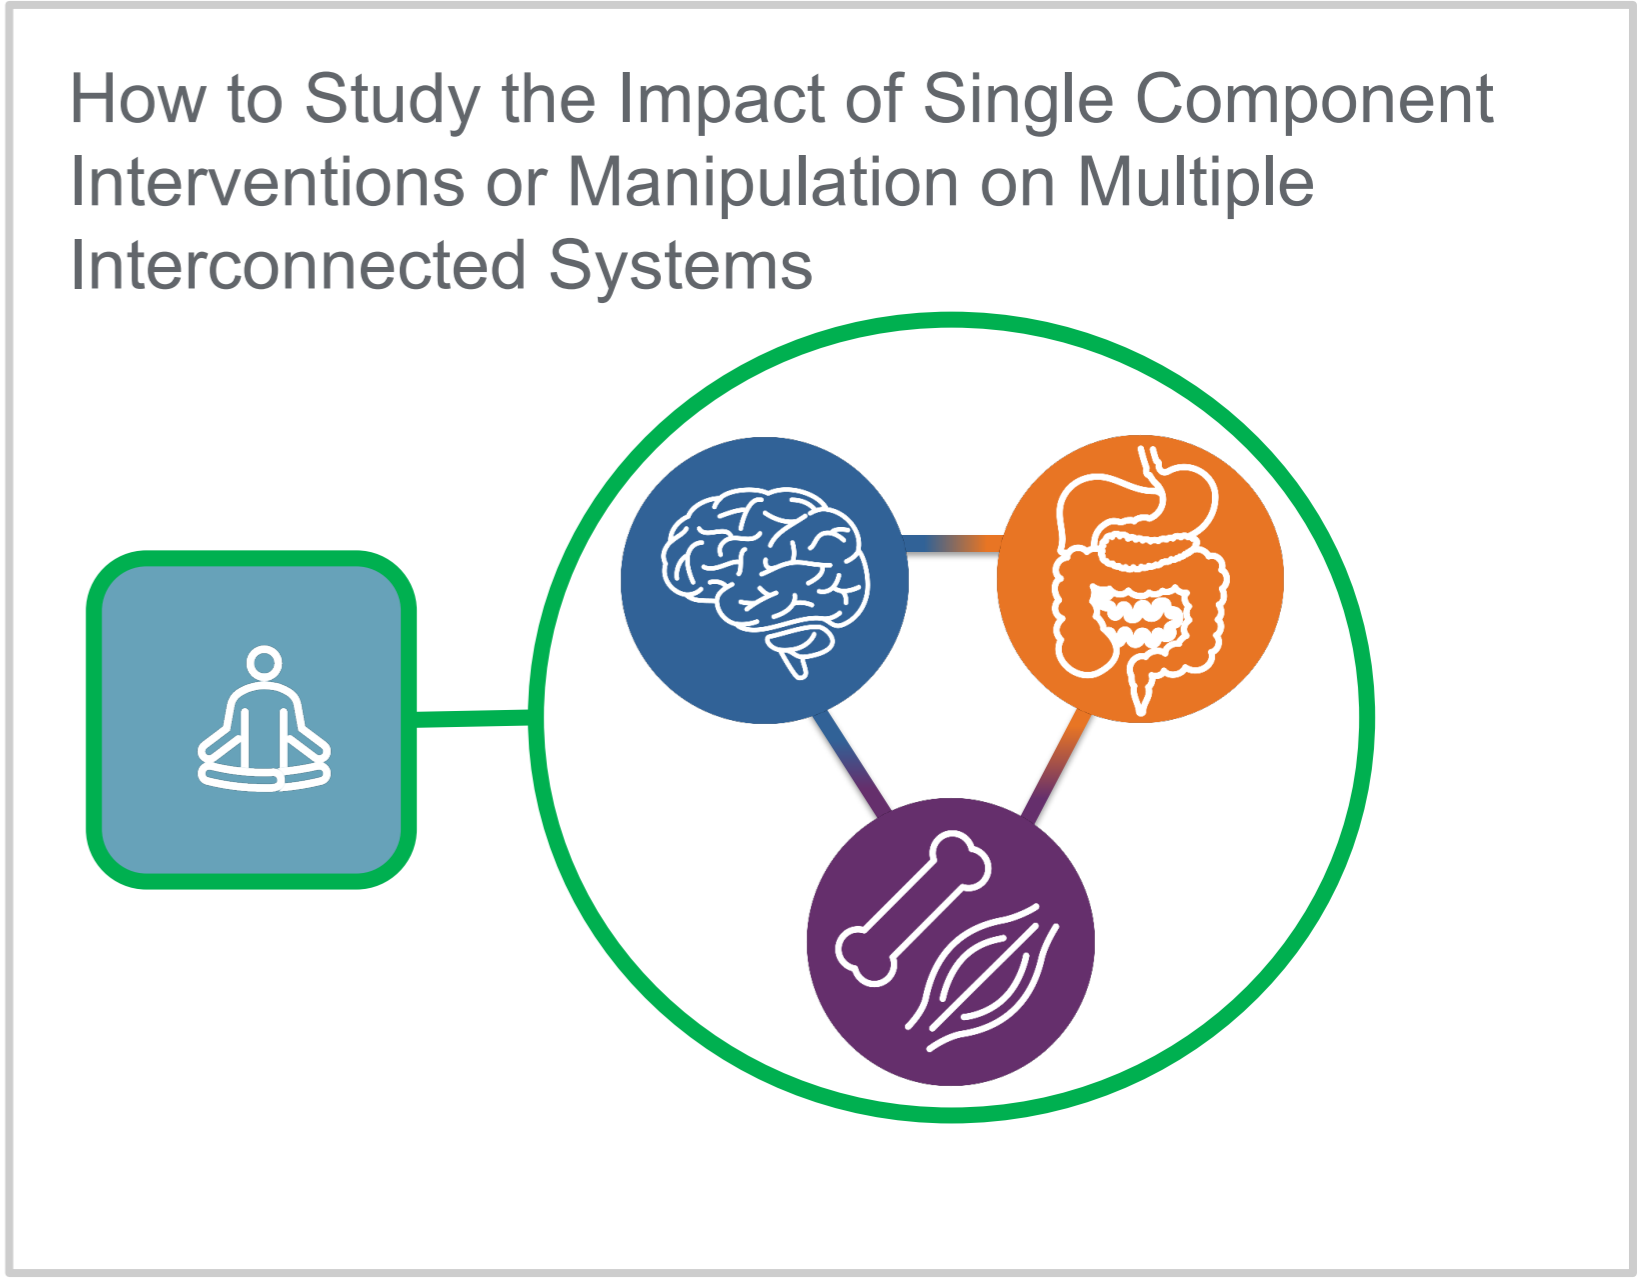 How to Study the Impact of Single Component
Interventions or Manipulation on Multiple
Interconnected Systems